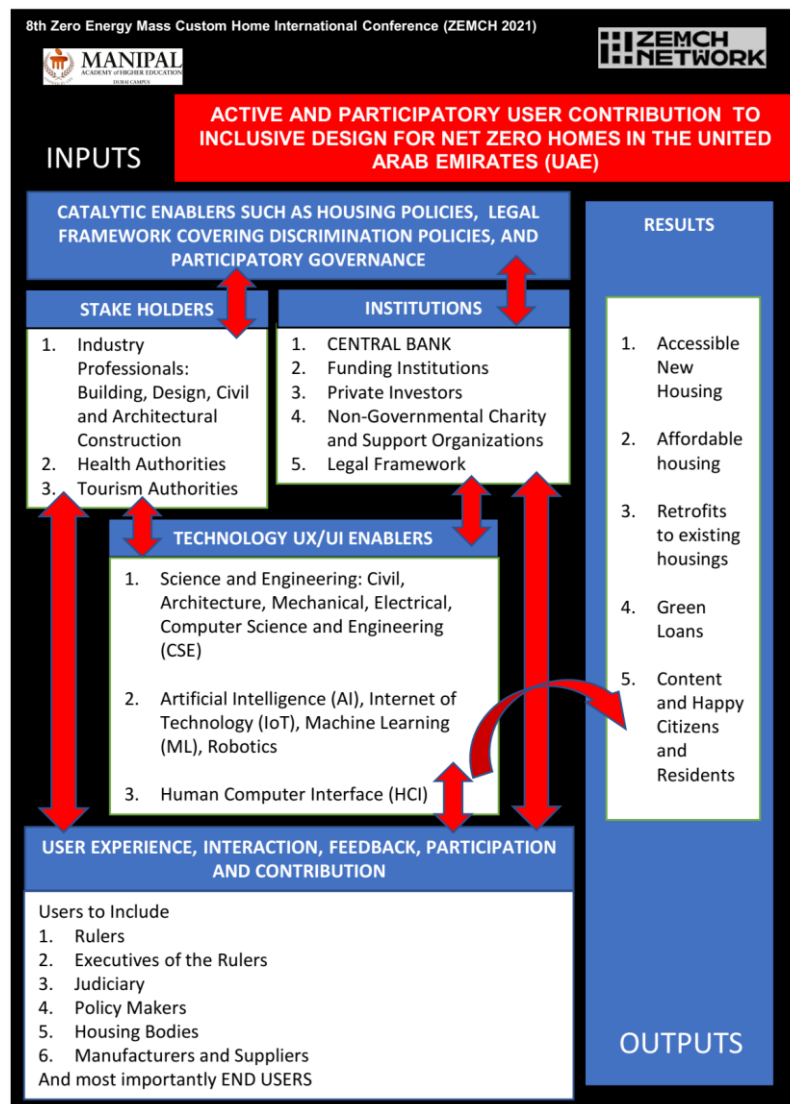 8th Zero Energy Mass Custom Home International Conference (ZEMCH 2021)
MANIPAL
ACADEMY of HIGHER EDUCATION
DUBAI CAMPUS
ZEMCH
NETWORK
INPUTS
ACTIVE AND PARTICIPATORY USER CONTRIBUTION TO
INCLUSIVE DESIGN FOR NET ZERO HOMES IN THE UNITED
ARAB EMIRATES (UAE)
CATALYTIC ENABLERS SUCH AS HOUSING POLICIES, LEGAL
FRAMEWORK COVERING DISCRIMINATION POLICIES, AND
PARTICIPATORY GOVERNANCE
STAKE HOLDERS
1. Industry
Professionals:
Building, Design, Civil
and Architectural
Construction
2. Health Authorities
3. Tourism Authorities
INSTITUTIONS
1. CENTRAL BANK
2. Funding Institutions
3. Private Investors
4. Non-Governmental Charity
and Support Organizations
5. Legal Framework
TECHNOLOGY UX/UI ENABLERS
1. Science and Engineering: Civil,
Architecture, Mechanical, Electrical,
Computer Science and Engineering
(CSE)
2. Artificial Intelligence (AI), Internet of
Technology (IoT), Machine Learning
(ML), Robotics
3. Human Computer Interface (HCI)
USER EXPERIENCE, INTERACTION, FEEDBACK, PARTICIPATION
AND CONTRIBUTION
Users to Include
1. Rulers
2. Executives of the Rulers
3. Judiciary
4. Policy Makers
5. Housing Bodies
6. Manufacturers and Suppliers
And most importantly END USERS
RESULTS
1. Accessible
New
Housing
2. Affordable
housing
3. Retrofits
to existing
housings
4. Green
Loans
5. Content
and Happy
Citizens
and
Residents
OUTPUTS